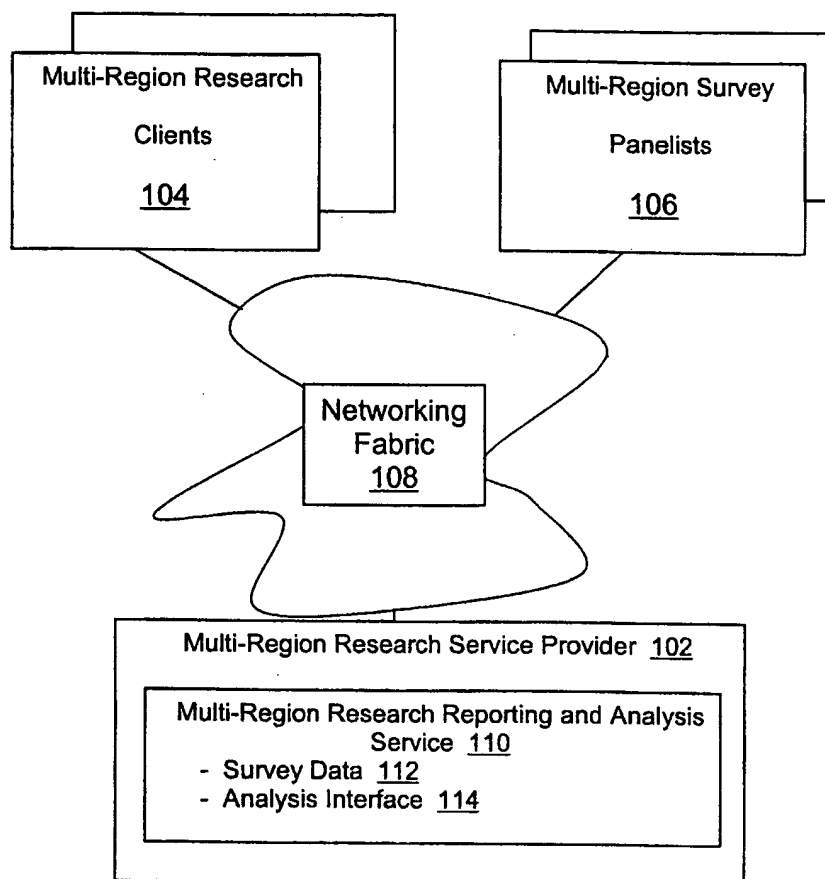 Multi-Region Research
Clients
104
Multi-Region Survey
Panelists
106
Networking
Fabric
108
Multi-Region Research Service Provider 102
Multi-Region Research Reporting and Analysis
Service 110
- Survey Data 112
- Analysis Interface 114